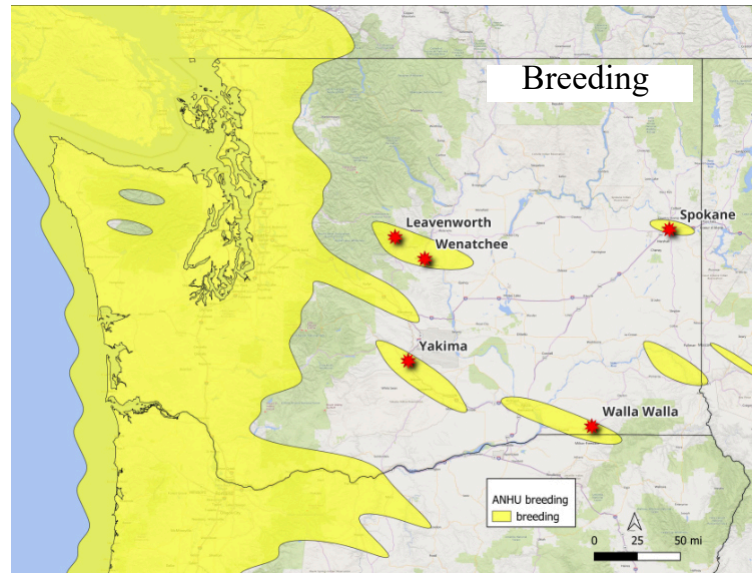 Breeding
Leavenworth
Wenatchee
Spokane
Yakima
Walla Walla
ANHU breeding
breeding
0 25 50 mi